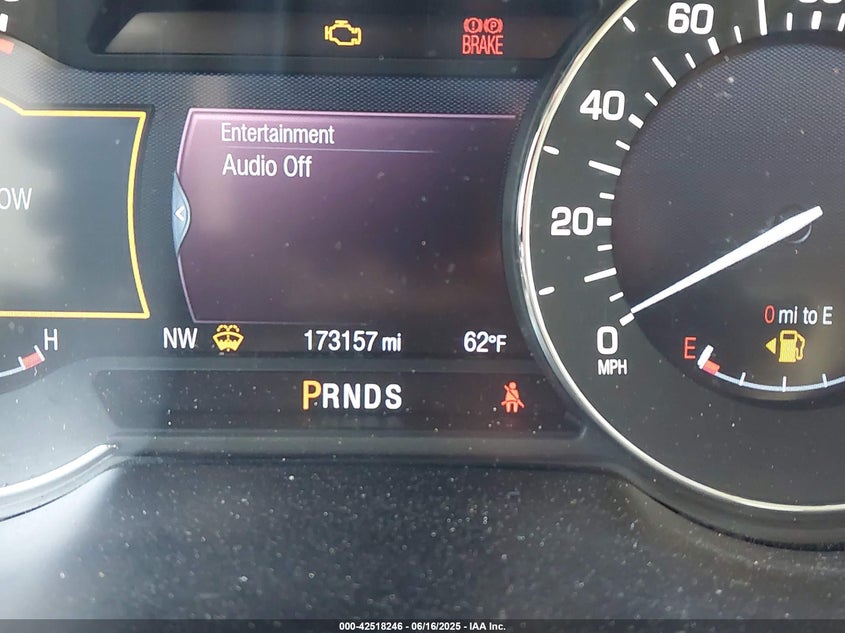 60
BRAKE
40
Entertainment
Audio Off
OW
20
0 mi to E
H
NW
173157 mi
62°F
0
MPH
E
PRNDS
000-42518246 - 06/16/2025 - IAA Inc.